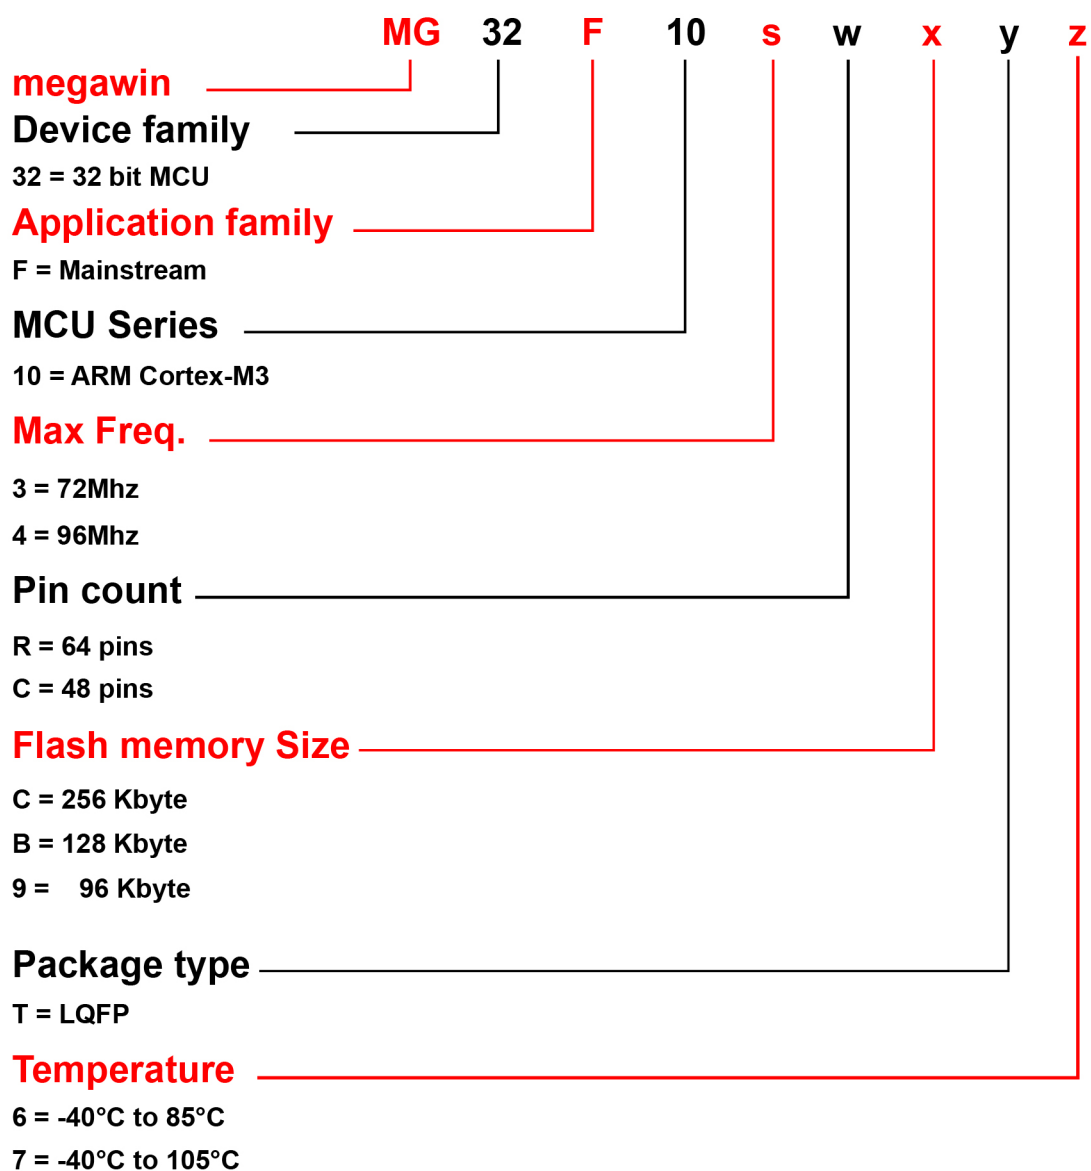 MG 32 F 10 s w x y z
megawin
Device family
32 = 32 bit MCU
Application family
F = Mainstream
MCU Series
10 = ARM Cortex-M3
Max Freq.
3 = 72Mhz
4 = 96Mhz
Pin count
R = 64 pins
C = 48 pins
Flash memory Size
C = 256 Kbyte
B = 128 Kbyte
9 = 96 Kbyte
Package type
T = LQFP
Temperature
6 = -40°C to 85°C
7 = -40°C to 105°C